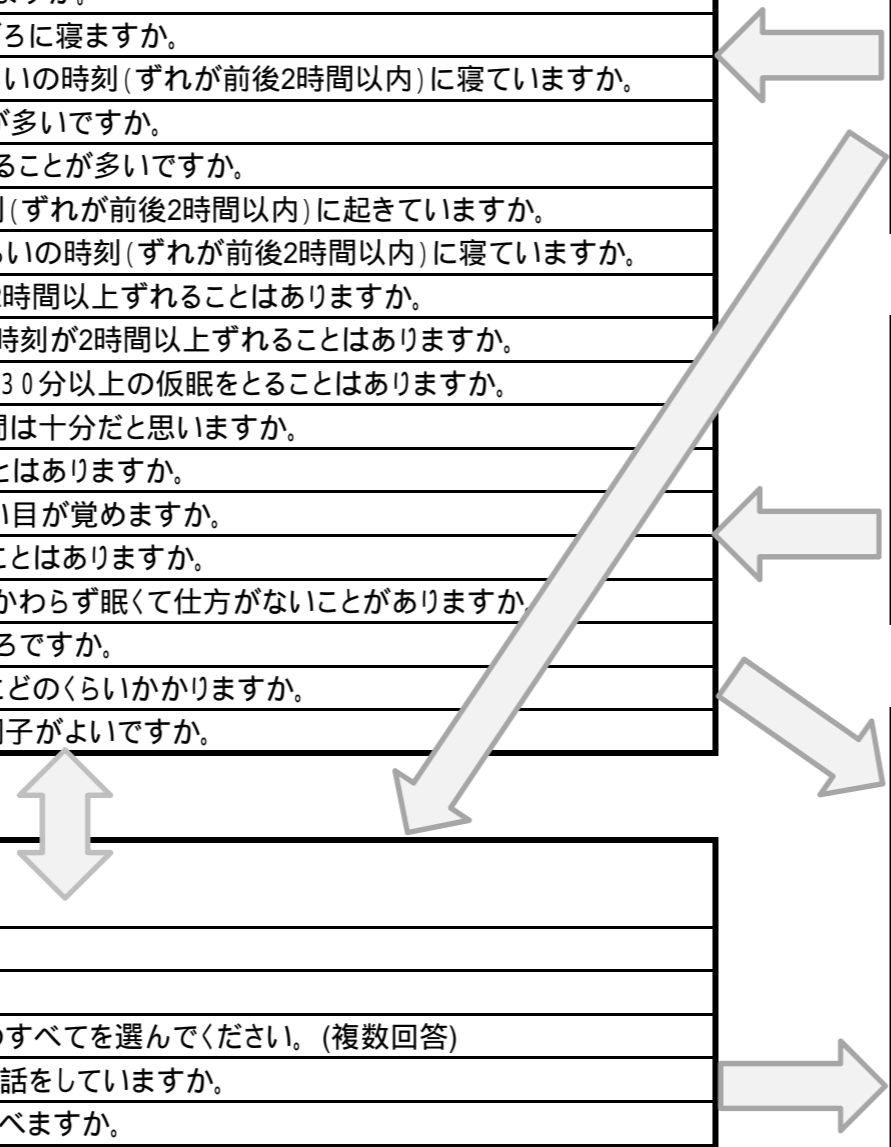 ますか。
ごろに寝ますか。
いの時刻(ずれが前後2時間以内)に寝ていますか。
が多いですか。
ることが多いですか。
(ずれが前後2時間以内)に起きていますか。
いの時刻(ずれが前後2時間以内)に寝ていますか。
時間以上ずれることはありますか。
時刻が2時間以上ずれることはありますか。
30分以上の仮眠をとることはありますか。
間は十分だと思いますか。
とはありますか。
い目が覚めますか。
ことはありますか。
かわらず眠くて仕方がないことがありますか。
ろですか。
にどのくらいかかりますか。
調子がよいですか。
のすべてを選んでください。(複数回答)
話をしていますか。
べますか。